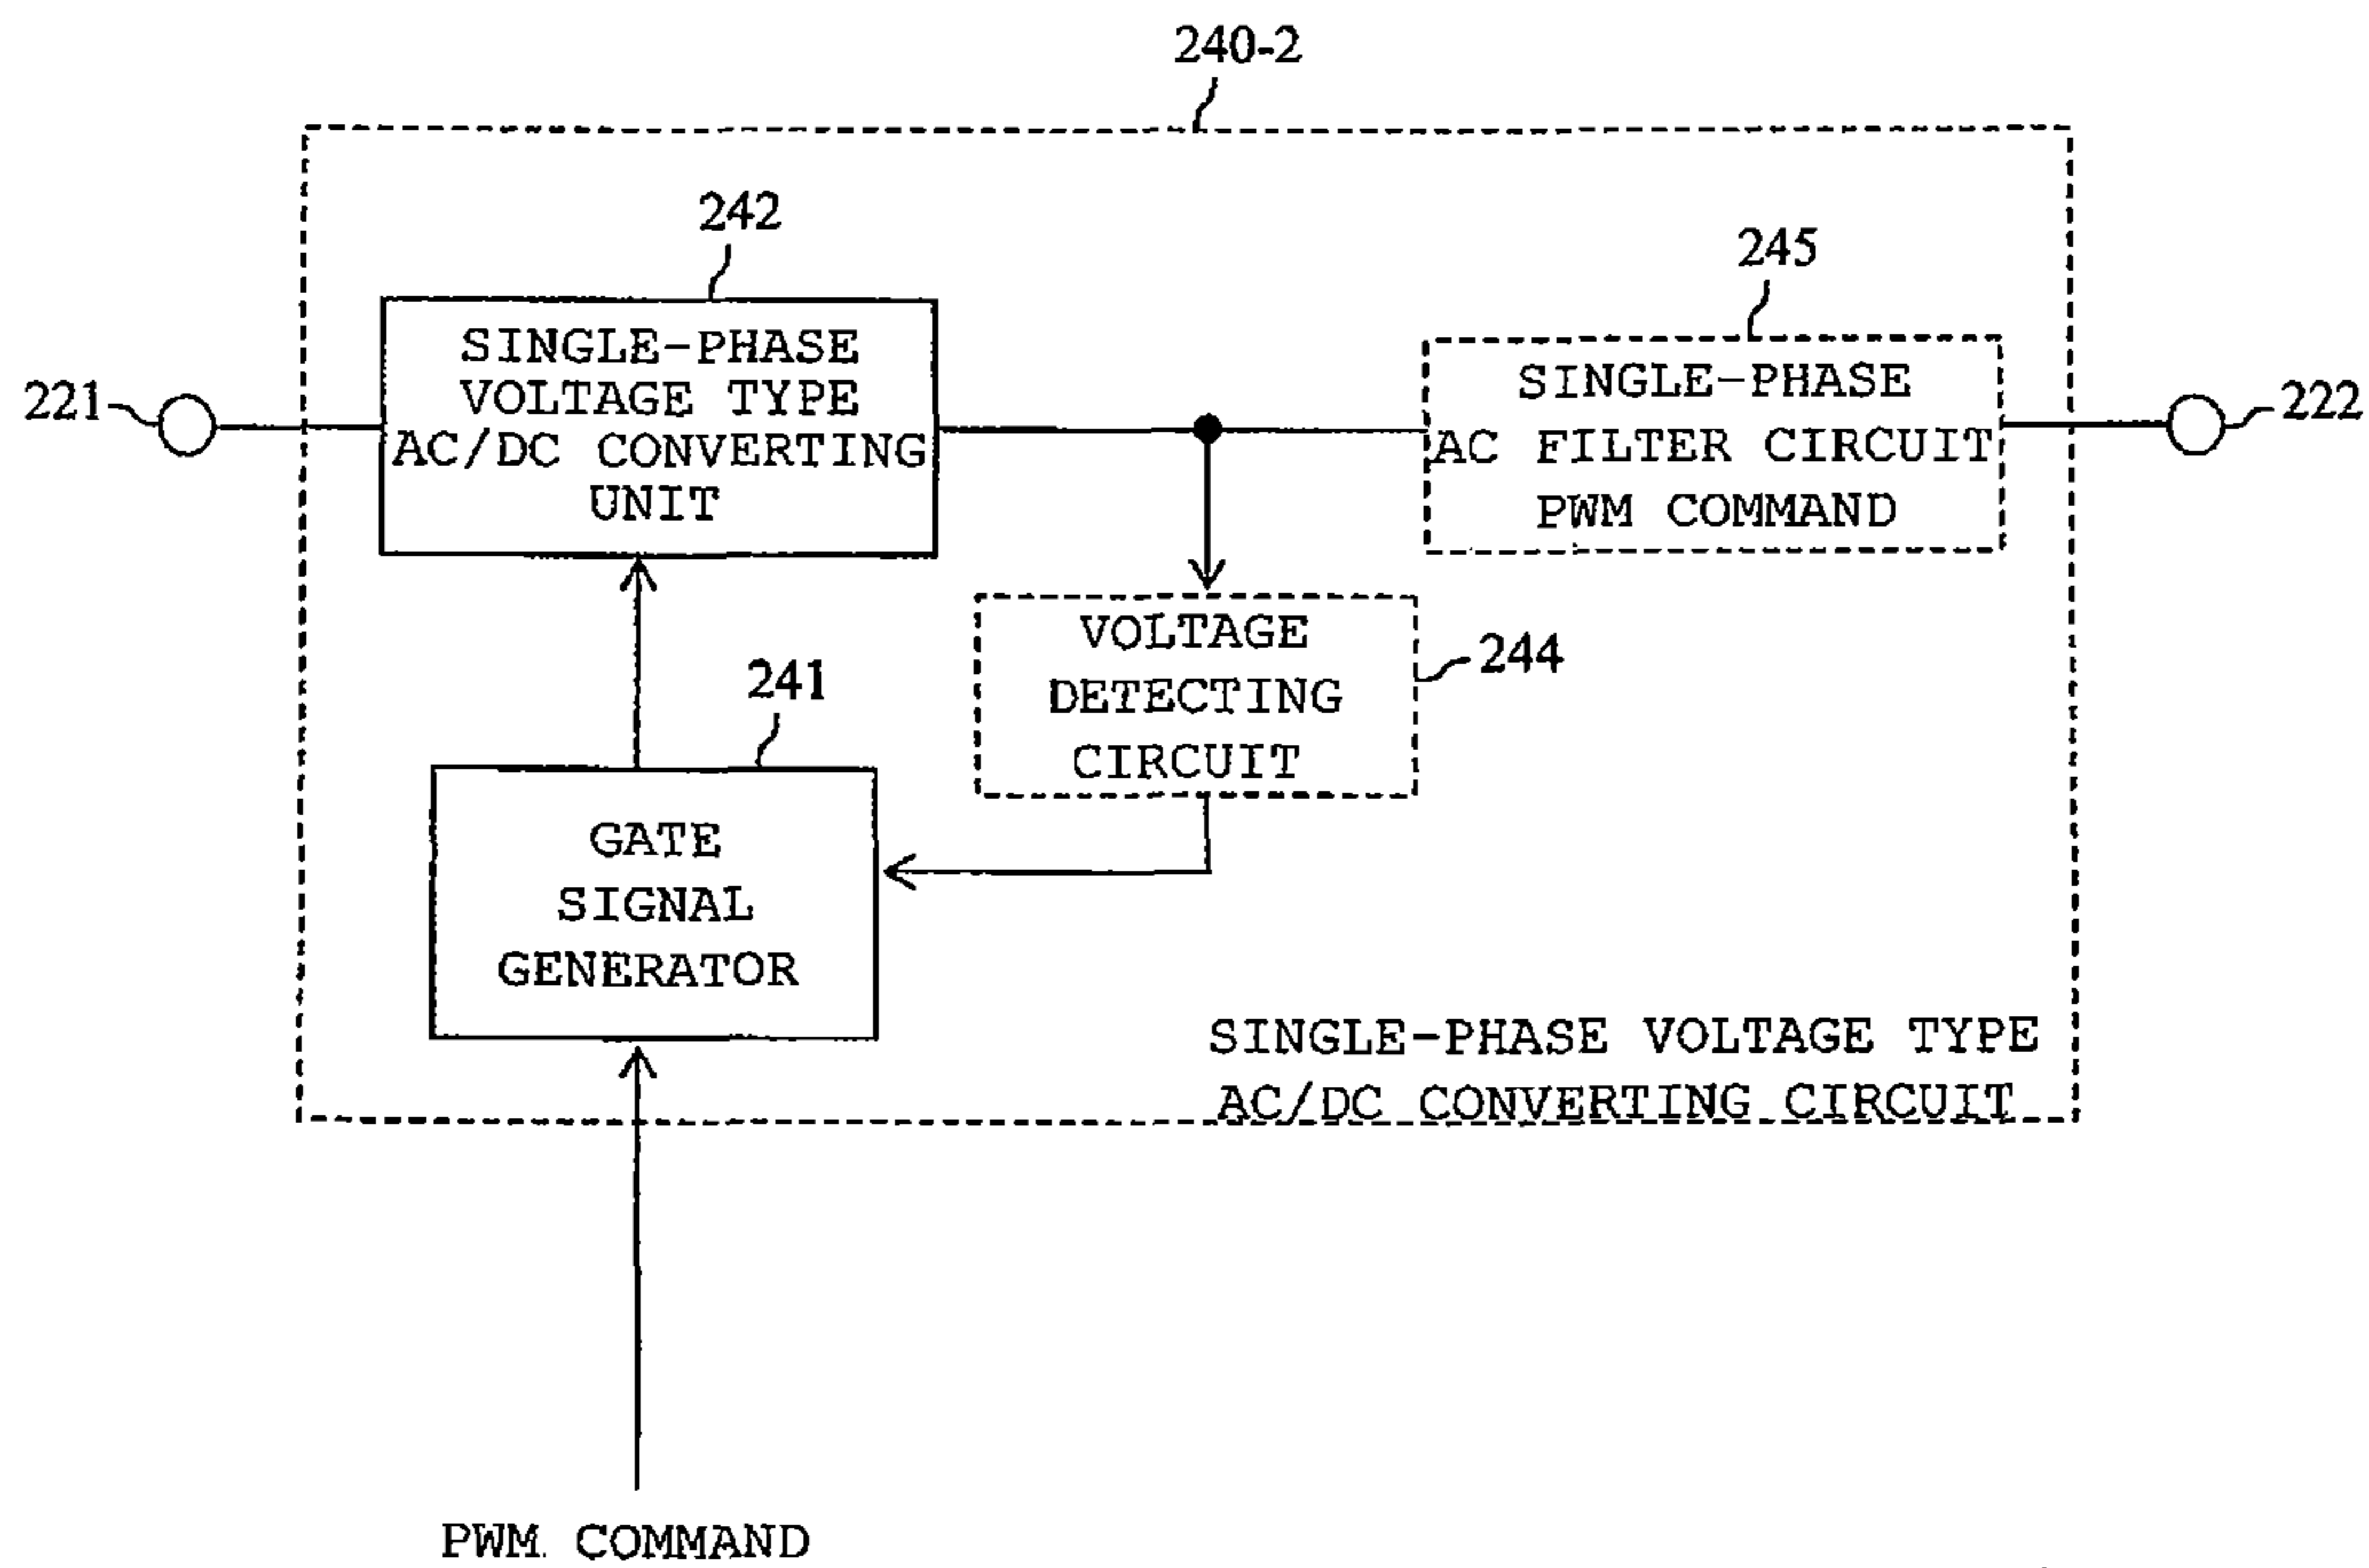 240-2
242
245
SINGLE-PHASE
VOLTAGE TYPE
AC/DC CONVERTING
UNIT
SINGLE-PHASE
AC FILTER CIRCUIT
PWM COMMAND
221
222
VOLTAGE
DETECTING
CIRCUIT
244
241
GATE
SIGNAL
GENERATOR
SINGLE-PHASE VOLTAGE TYPE
AC/DC CONVERTING CIRCUIT
PWM COMMAND